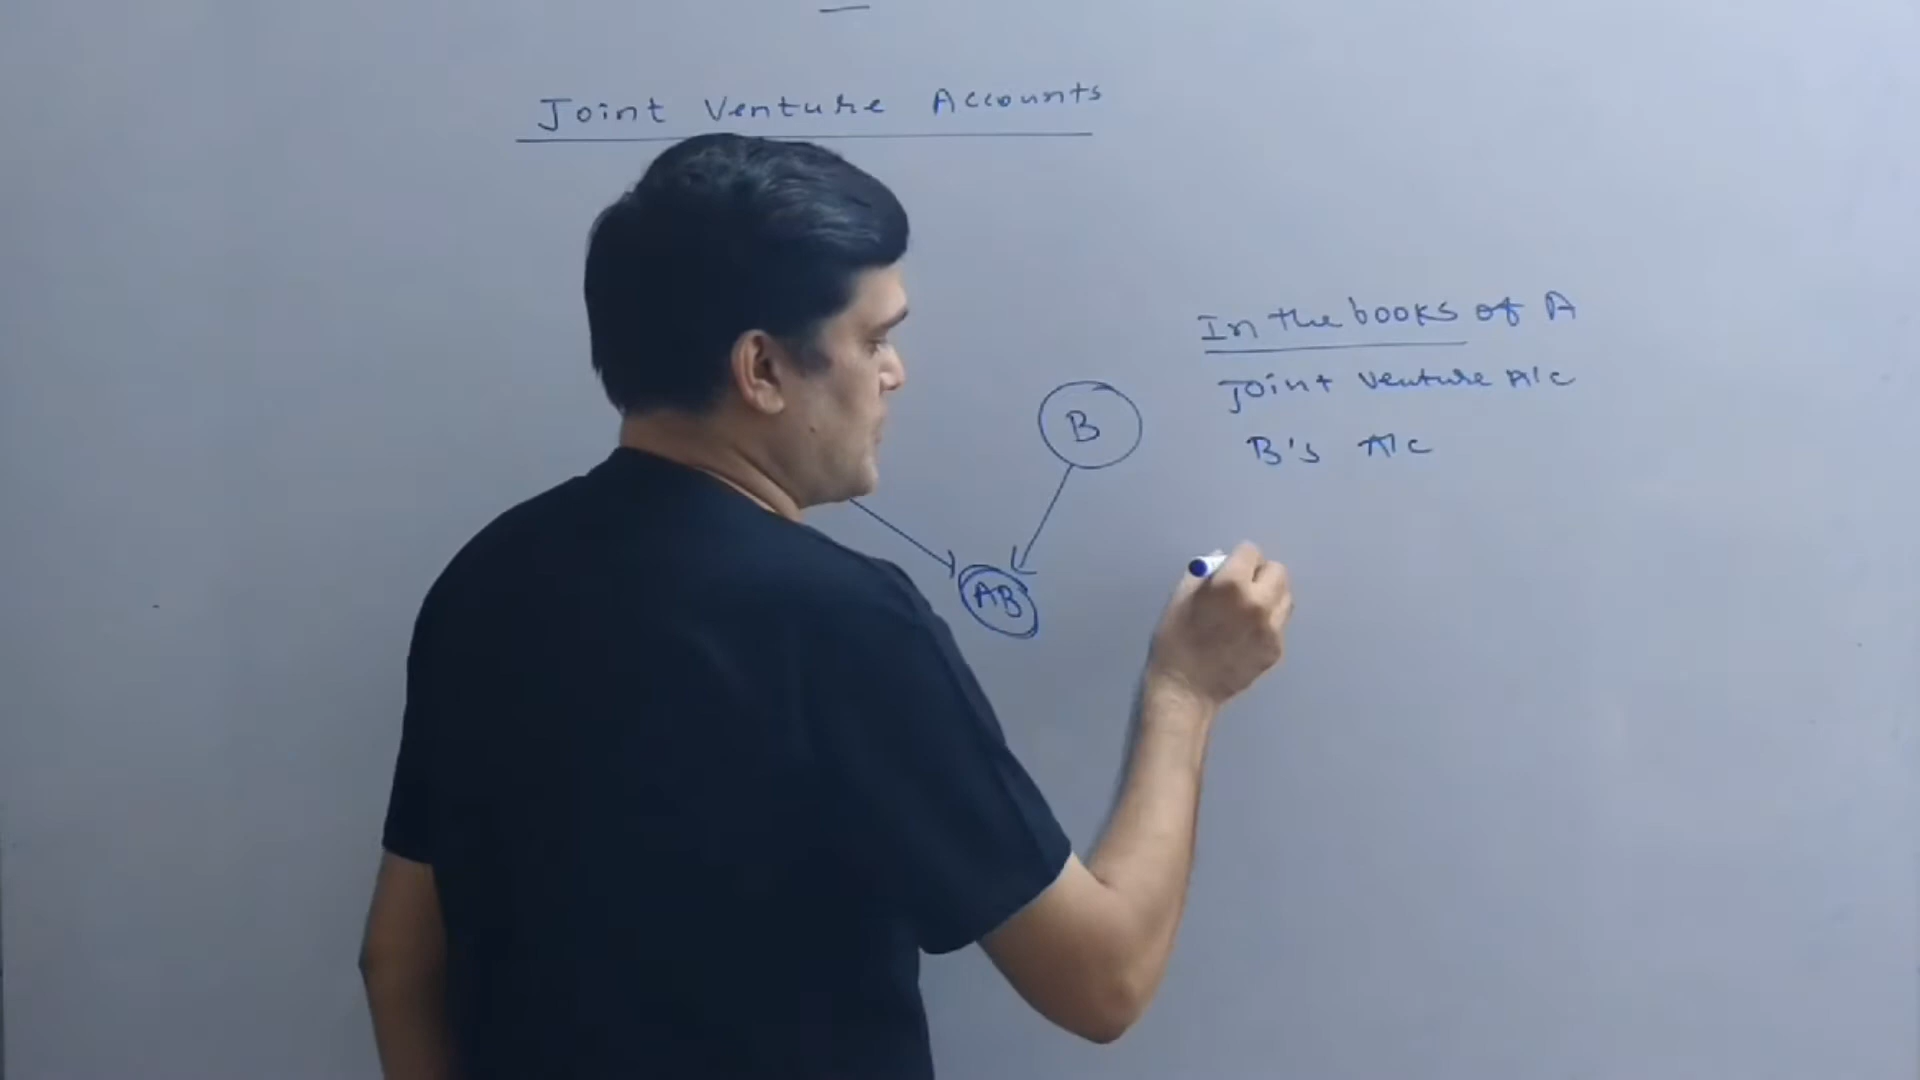 Joint Venture Accounts
In the books of A
Joint Venture A/c
B
B's A/c
AB